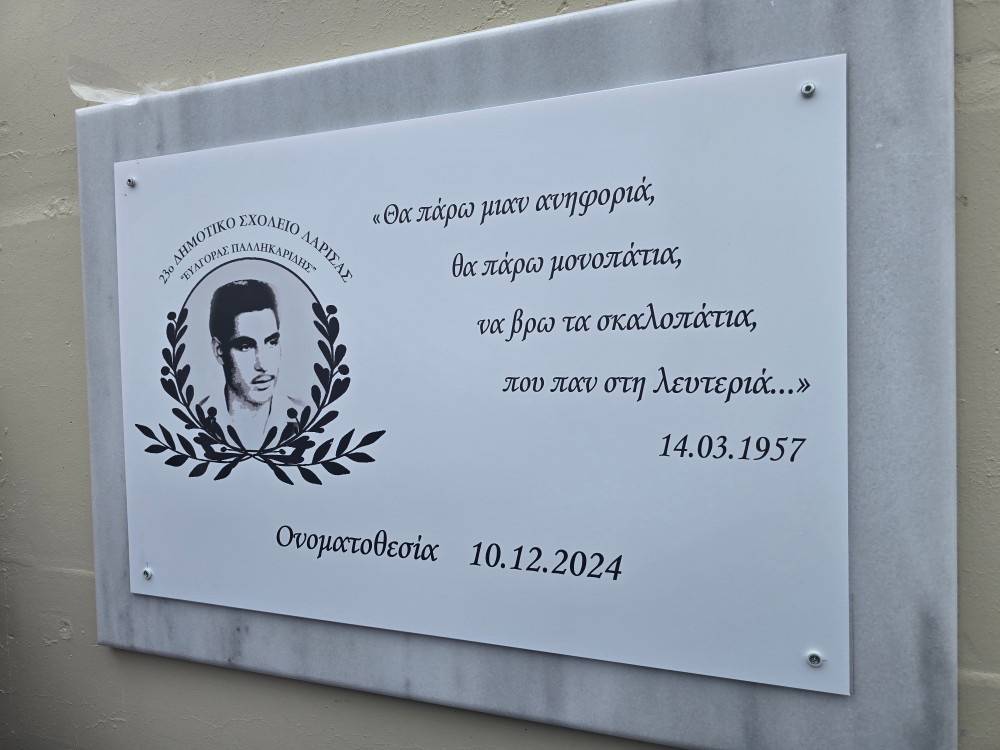 23ο ΔΗΜΟΤΙΚΟ ΣΧΟΛΕΙΟ ΛΑΡΙΣΑΣ
"ΕΥΑΓΟΡΑΣ ΠΑΛΛΗΚΑΡΙΔΗΣ"
«Θα πάρω μιαν ανηφοριά,
θα πάρω μονοπάτια,
να βρω τα σκαλοπάτια,
που παν στη λευτεριά...»
14.03.1957
Ονοματοθεσία 10.12.2024